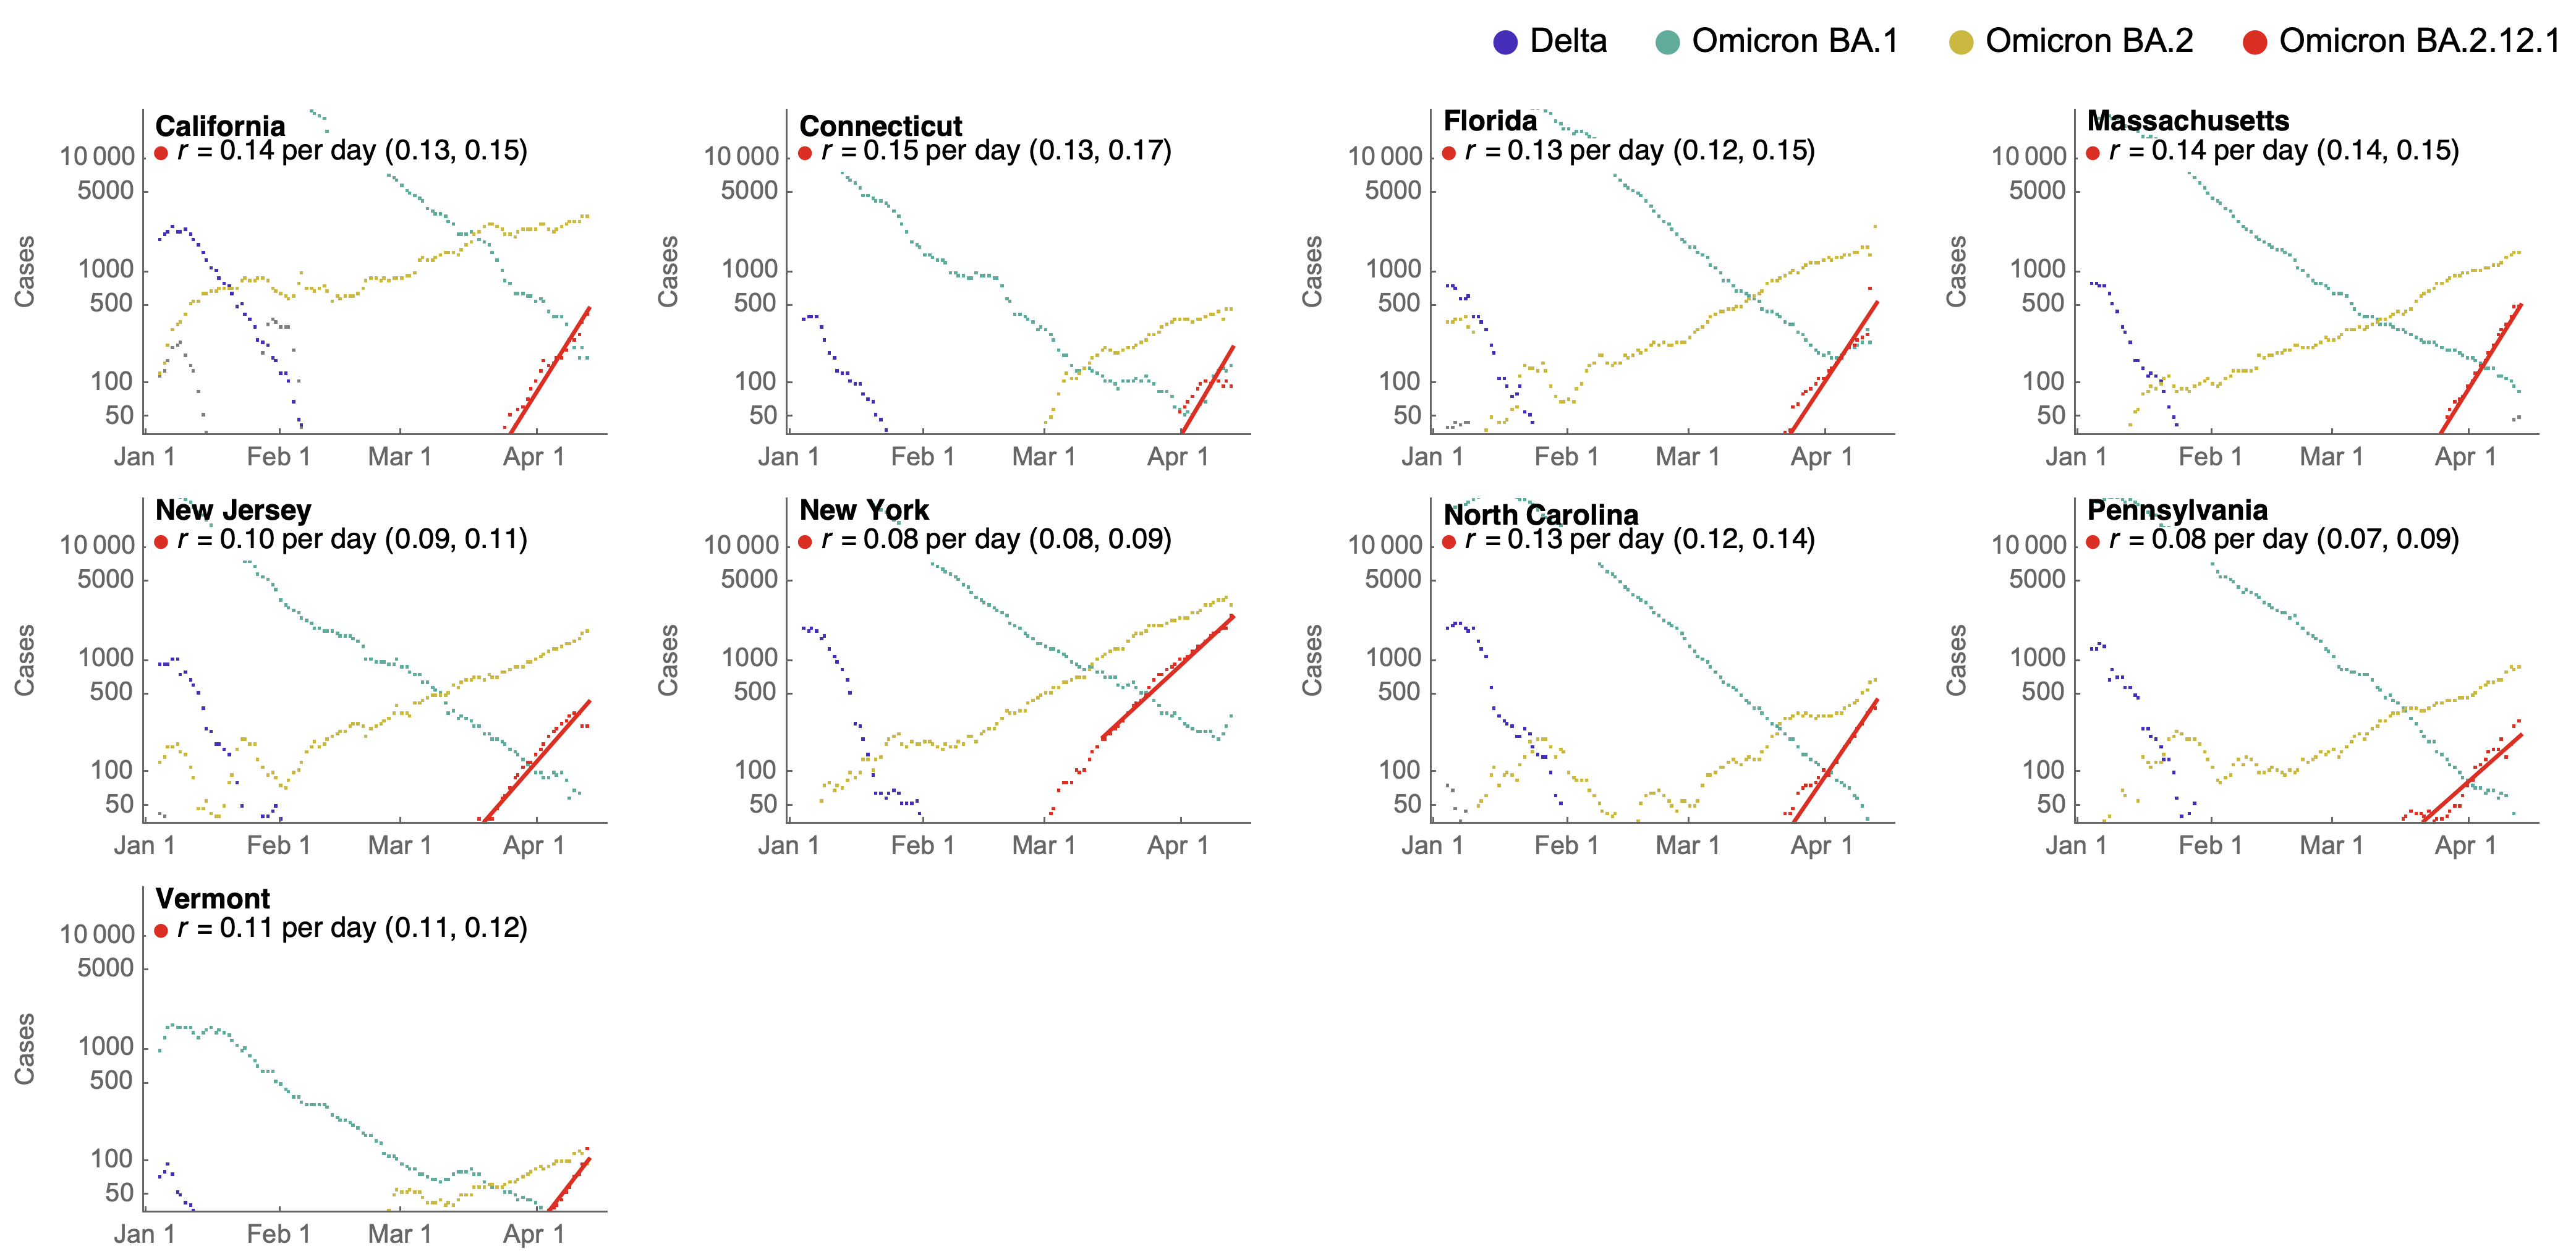 Delta Omicron BA.1 Omicron BA.2 Omicron BA.2.12.1
California
r = 0.14 per day (0.13, 0.15)
10 000
5000
1000
500
100
50
Cases
Jan 1 Feb 1 Mar 1 Apr 1
Connecticut
r = 0.15 per day (0.13, 0.17)
10 000
5000
1000
500
100
50
Cases
Jan 1 Feb 1 Mar 1 Apr 1
Florida
r = 0.13 per day (0.12, 0.15)
10 000
5000
1000
500
100
50
Cases
Jan 1 Feb 1 Mar 1 Apr 1
Massachusetts
r = 0.14 per day (0.14, 0.15)
10 000
5000
1000
500
100
50
Cases
Jan 1 Feb 1 Mar 1 Apr 1
New Jersey
r = 0.10 per day (0.09, 0.11)
10 000
5000
1000
500
100
50
Cases
Jan 1 Feb 1 Mar 1 Apr 1
New York
r = 0.08 per day (0.08, 0.09)
10 000
5000
1000
500
100
50
Cases
Jan 1 Feb 1 Mar 1 Apr 1
North Carolina
r = 0.13 per day (0.12, 0.14)
10 000
5000
1000
500
100
50
Cases
Jan 1 Feb 1 Mar 1 Apr 1
Pennsylvania
r = 0.08 per day (0.07, 0.09)
10 000
5000
1000
500
100
50
Cases
Jan 1 Feb 1 Mar 1 Apr 1
Vermont
r = 0.11 per day (0.11, 0.12)
10 000
5000
1000
500
100
50
Cases
Jan 1 Feb 1 Mar 1 Apr 1